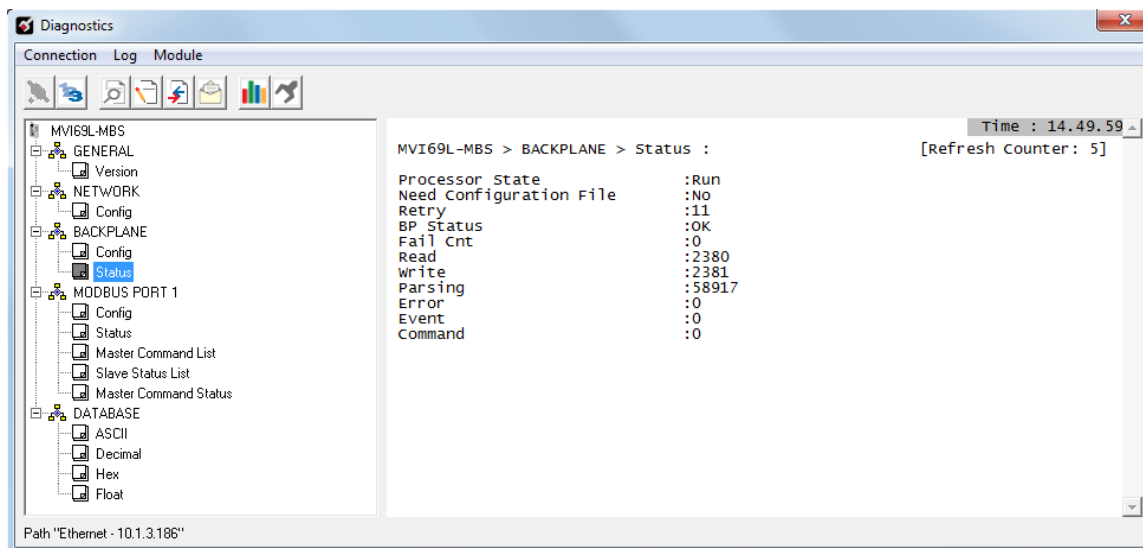 Diagnostics
Connection Log Module
MVI69L-MBS
GENERAL
Version
NETWORK
Config
BACKPLANE
Config
Status
MODBUS PORT 1
Config
Status
Master Command List
Slave Status List
Master Command Status
DATABASE
ASCII
Decimal
Hex
Float
Time : 14.49.59
MVI69L-MBS > BACKPLANE > Status : [Refresh Counter: 5]
Processor State :Run
Need Configuration File :No
Retry :11
BP Status :OK
Fail Cnt :0
Read :2380
Write :2381
Parsing :58917
Error :0
Event :0
Command :0
Path "Ethernet - 10.1.3.186"